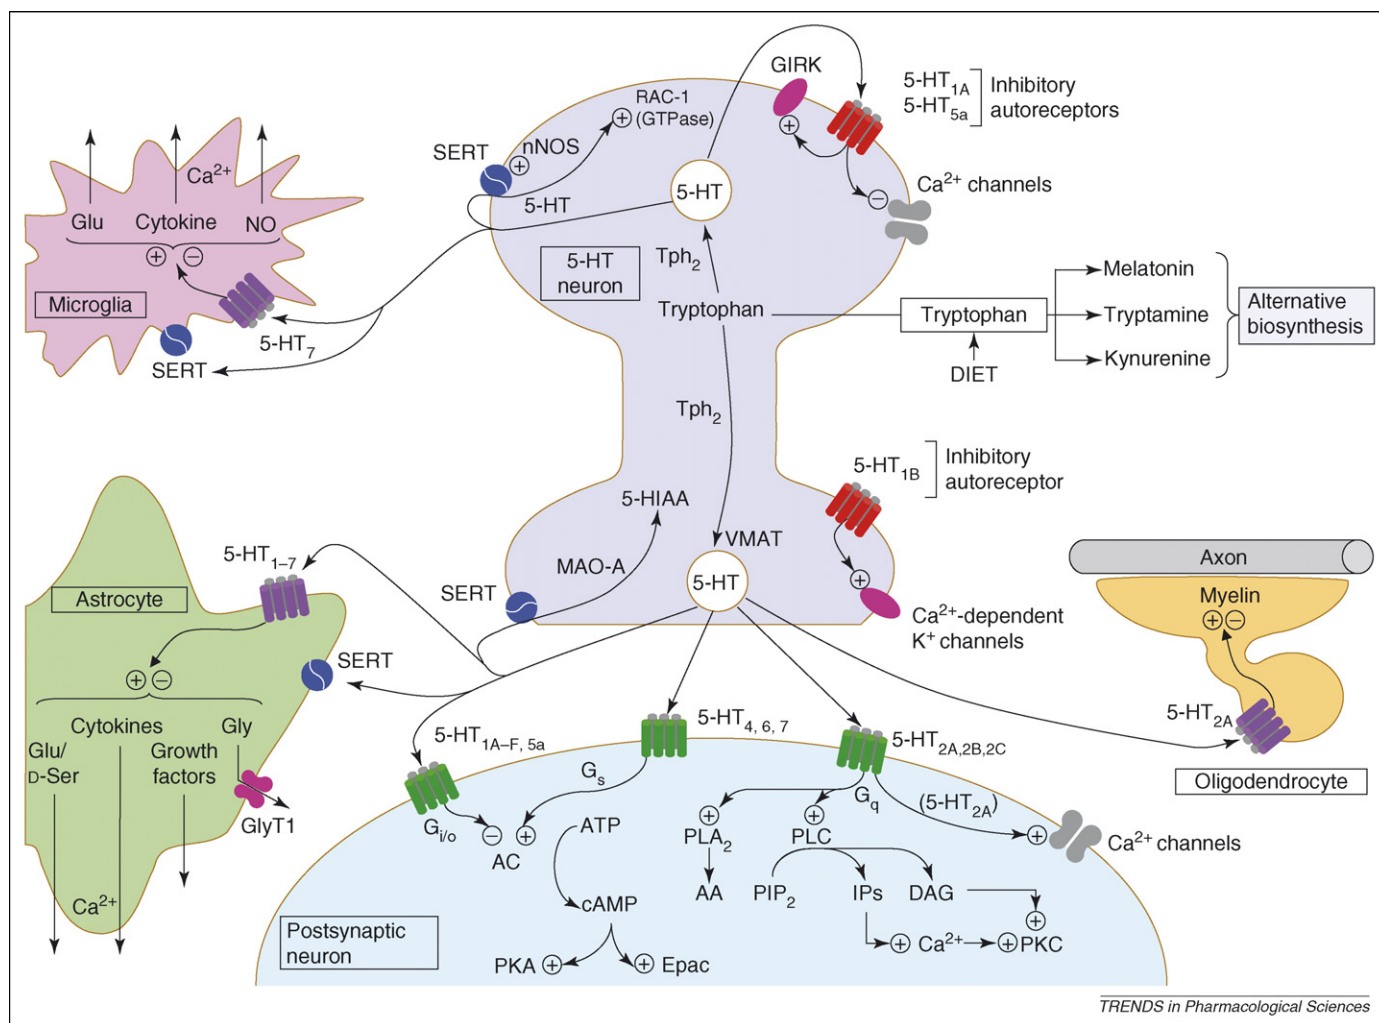 GIRK
5-HT1A
5-HT5a
Inhibitory
autoreceptors
RAC-1
(GTPase)
+
nNOS
+
SERT
+
5-HT
−
Ca2+ channels
5-HT
Ca2+
Glu
Cytokine
NO
+ −
Microglia
5-HT7
SERT
5-HT
neuron
Tph2
Tryptophan
Tryptophan
DIET
Melatonin
Tryptamine
Kynurenine
Alternative
biosynthesis
Tph2
5-HT1B
Inhibitory
autoreceptor
5-HIAA
VMAT
MAO-A
5-HT
SERT
+
Ca2+-dependent
K+ channels
5-HT1–7
Astrocyte
SERT
+ −
Cytokines
Gly
Glu/
D-Ser
Growth
factors
GlyT1
Ca2+
Axon
Myelin
+ −
5-HT2A
Oligodendrocyte
5-HT1A–F, 5a
5-HT4, 6, 7
5-HT2A,2B,2C
Gs
Gi/o
−
+
AC
ATP
cAMP
PKA +
+ Epac
Gq
(5-HT2A)
+
+
+
Ca2+ channels
PLA2
PLC
AA
PIP2
IPs
DAG
+
+ Ca2+
+ PKC
Postsynaptic
neuron
TRENDS in Pharmacological Sciences